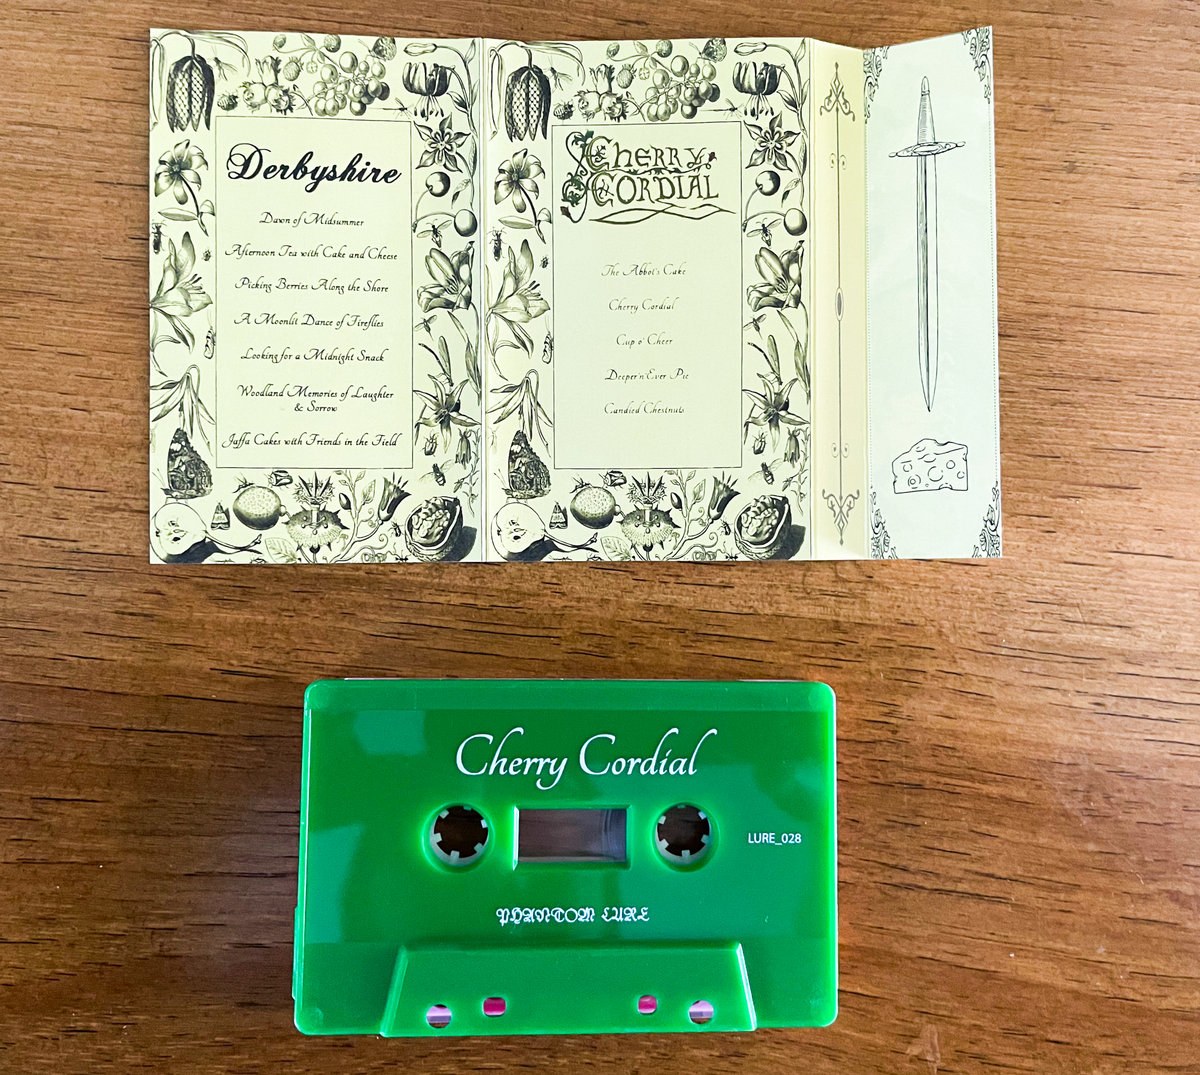 Derbyshire
Dawn of Midsummer
Afternoon Tea with Cake and Cheese
Picking Berries Along the Shore
A Moonlit Dance of Fireflies
Looking for a Midnight Snack
Woodland Memories of Laughter
& Sorrow
Jaffa Cakes with Friends in the Field
Cherry
Cordial
The Abbot's Cake
Cherry Cordial
Cup o' Cheer
Deeper'n'Ever Pie
Candied Chestnuts
Cherry Cordial
LURE_028
PHANTOM LURE